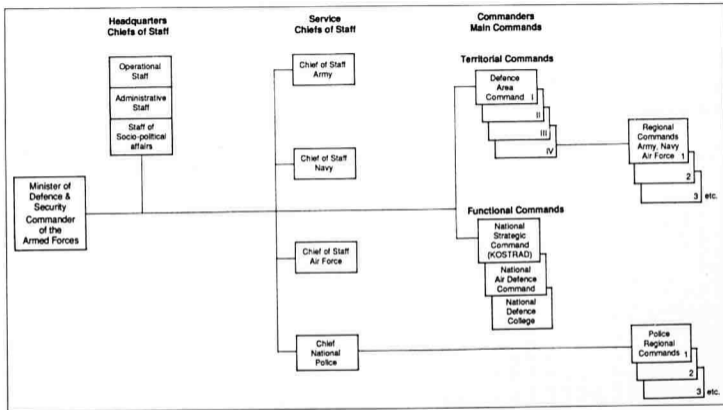 Headquarters
Chiefs of Staff
Service
Chiefs of Staff
Commanders
Main Commands
Operational
Staff
Administrative
Staff
Staff of
Socio-political
affairs
Minister of
Defence &
Security
Commander
of the
Armed Forces
Chief of Staff
Army
Chief of Staff
Navy
Chief of Staff
Air Force
Chief
National
Police
Territorial Commands
Defence
Area
Command I
II
III
IV
Regional
Commands
Army, Navy
Air Force 1
2
3 etc.
Functional Commands
National
Strategic
Command
(KOSTRAD)
National
Air Defence
Command
National
Defence
College
Police
Regional
Commands 1
2
3 etc.